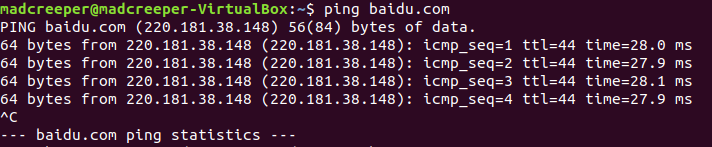 madcreeper@madcreeper-VirtualBox:~$ ping baidu.com
PING baidu.com (220.181.38.148) 56(84) bytes of data.
64 bytes from 220.181.38.148 (220.181.38.148): icmp_seq=1 ttl=44 time=28.0 ms
64 bytes from 220.181.38.148 (220.181.38.148): icmp_seq=2 ttl=44 time=27.9 ms
64 bytes from 220.181.38.148 (220.181.38.148): icmp_seq=3 ttl=44 time=28.1 ms
64 bytes from 220.181.38.148 (220.181.38.148): icmp_seq=4 ttl=44 time=27.9 ms
^C
--- baidu.com ping statistics ---